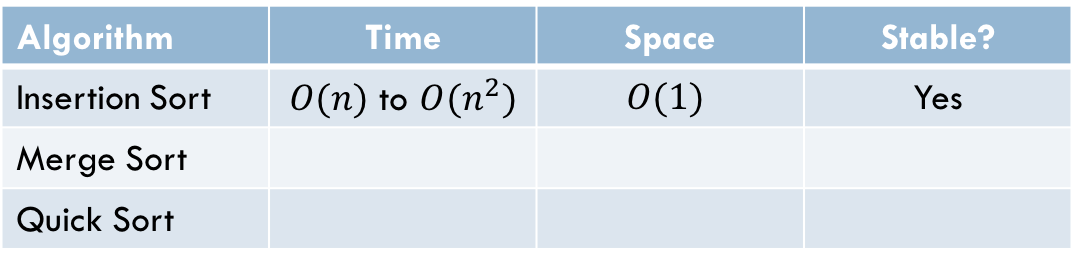 Algorithm Time Space Stable?
Insertion Sort O(n) to O(n²) O(1) Yes
Merge Sort
Quick Sort